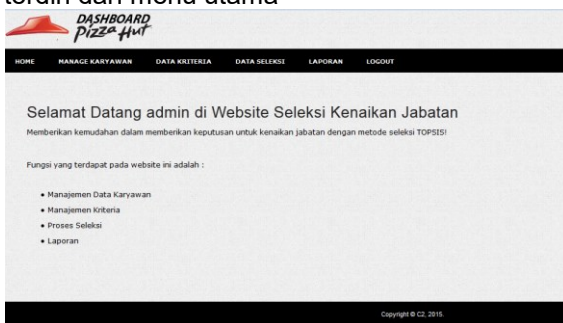 terdiri dari menu utama
DASHBOARD
Pizza Hut
HOME MANAGE KARYAWAN DATA KRITERIA DATA SELEKSI LAPORAN LOGOUT
Selamat Datang admin di Website Seleksi Kenaikan Jabatan
Memberikan kemudahan dalam memberikan keputusan untuk kenaikan jabatan dengan metode seleksi TOPSIS!
Fungsi yang terdapat pada website ini adalah :
• Manajemen Data Karyawan
• Manajemen Kriteria
• Proses Seleksi
• Laporan
Copyright © C2, 2015.